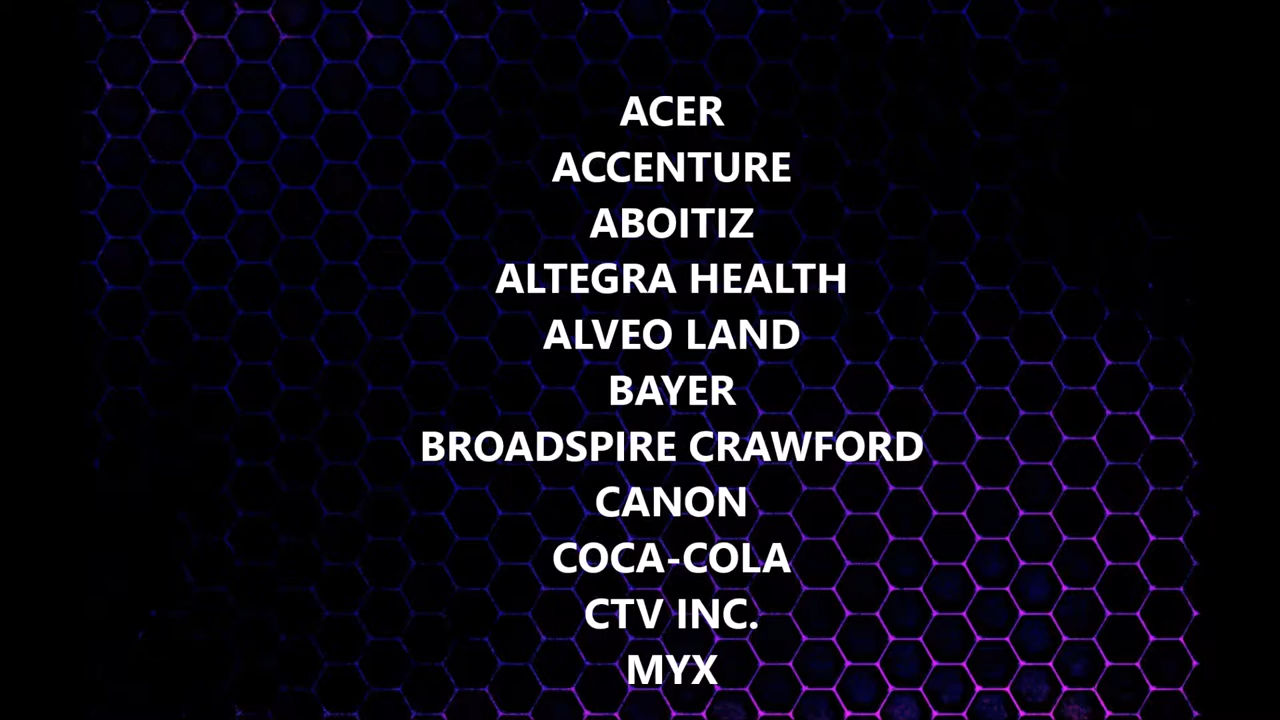 ACER
ACCENTURE
ABOITIZ
ALTEGRA HEALTH
ALVEO LAND
BAYER
BROADSPIRE CRAWFORD
CANON
COCA-COLA
CTV INC.
MYX